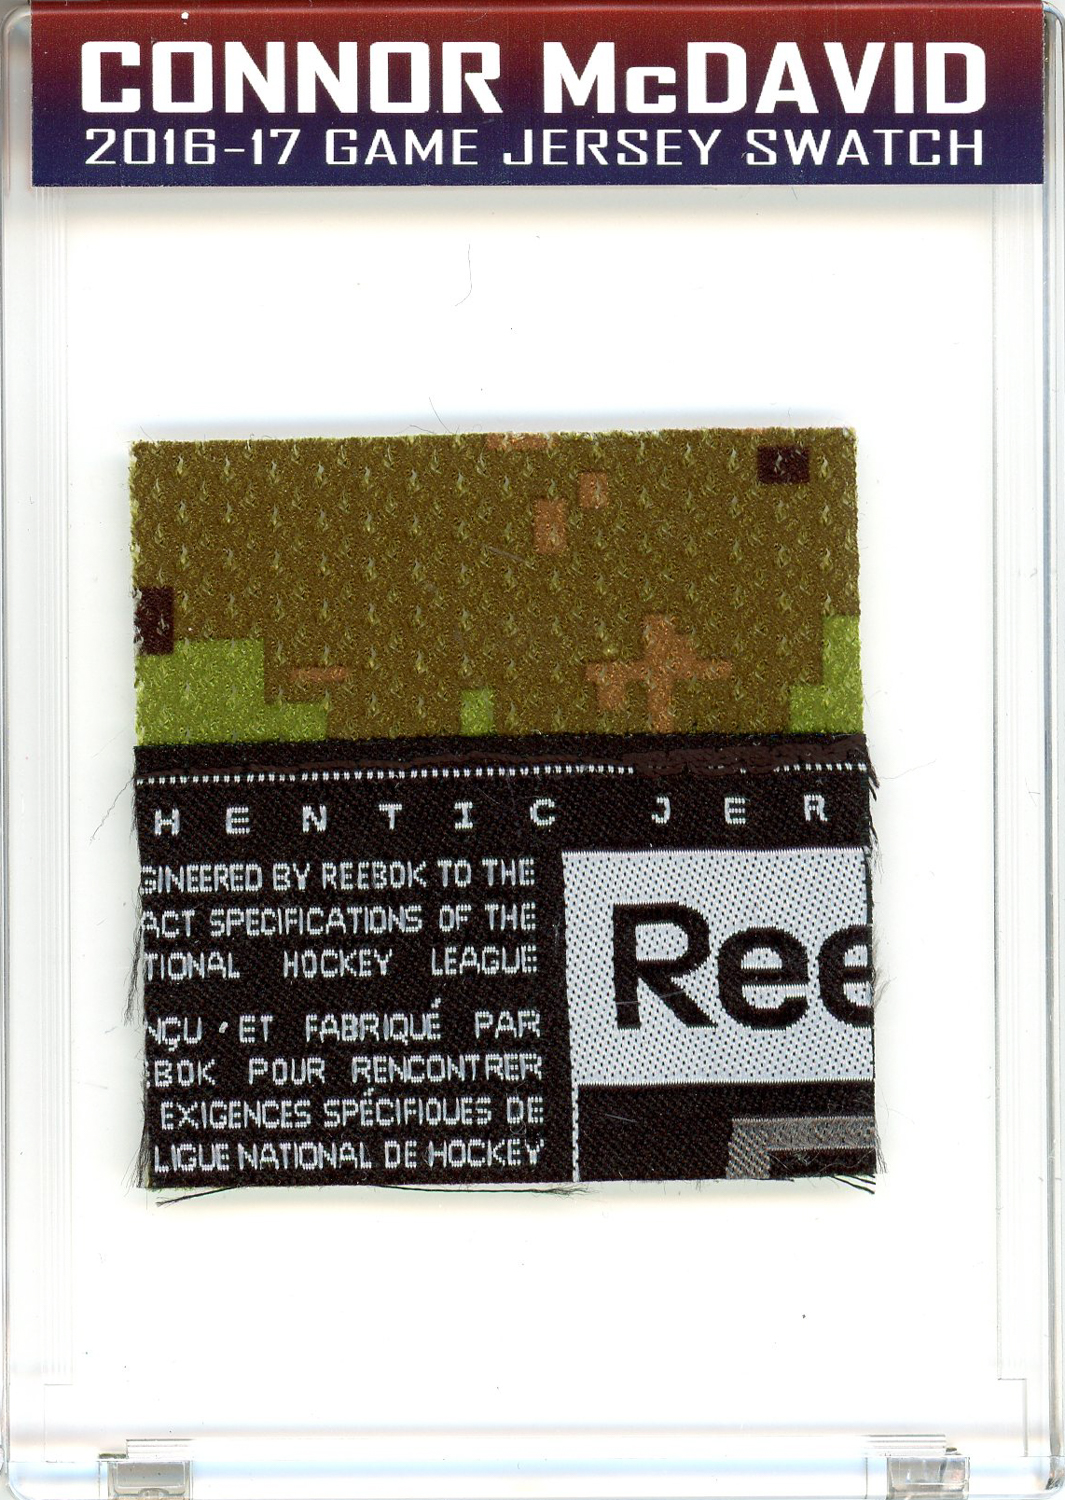 CONNOR McDAVID
2016-17 GAME JERSEY SWATCH
HENTIC JER
GINEERED BY REEBOK TO THE
ACT SPECIFICATIONS OF THE
TIONAL HOCKEY LEAGUE
NÇU ET FABRIQUÉ PAR
EBOK POUR RENCONTRER
EXIGENCES SPÉCIFIQUES DE
LIGUE NATIONAL DE HOCKEY
Ree